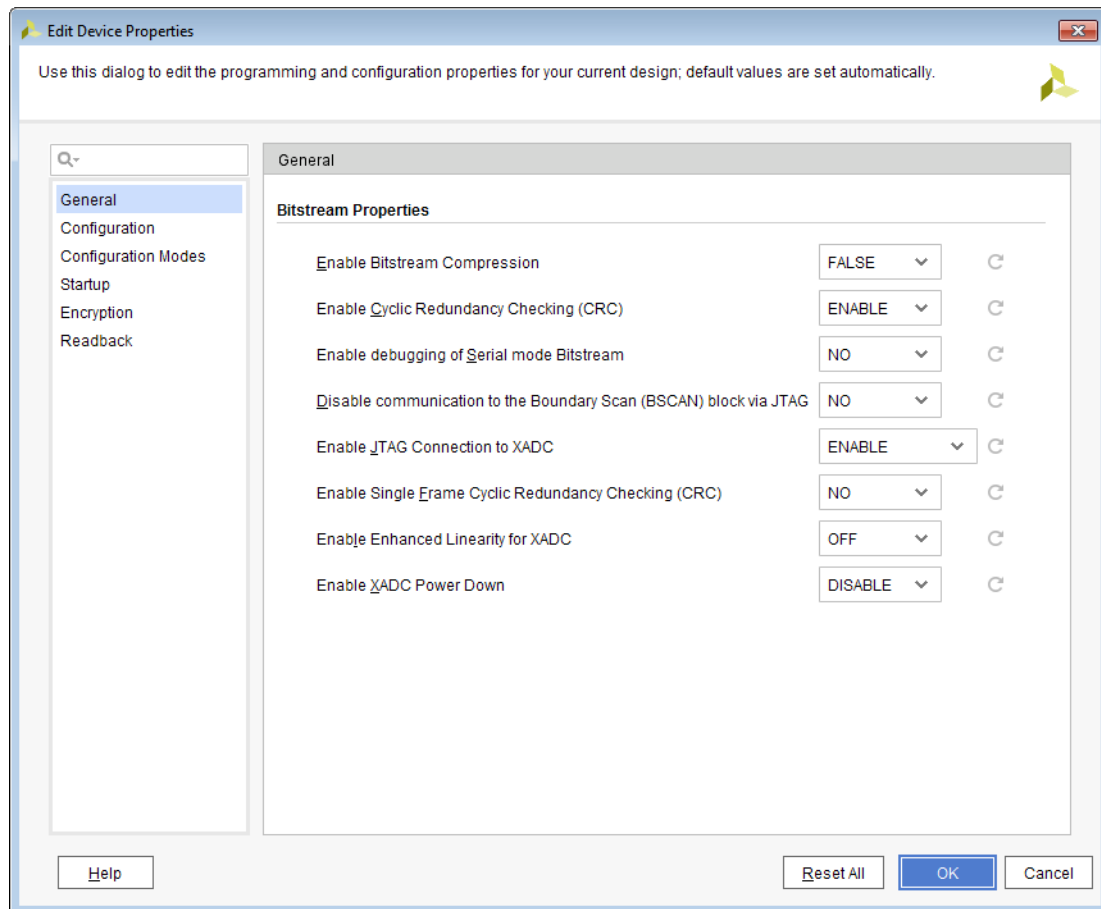 Edit Device Properties
Use this dialog to edit the programming and configuration properties for your current design; default values are set automatically.
General
Configuration
Configuration Modes
Startup
Encryption
Readback
General
Bitstream Properties
Enable Bitstream Compression FALSE
Enable Cyclic Redundancy Checking (CRC) ENABLE
Enable debugging of Serial mode Bitstream NO
Disable communication to the Boundary Scan (BSCAN) block via JTAG NO
Enable JTAG Connection to XADC ENABLE
Enable Single Frame Cyclic Redundancy Checking (CRC) NO
Enable Enhanced Linearity for XADC OFF
Enable XADC Power Down DISABLE
Help Reset All OK Cancel